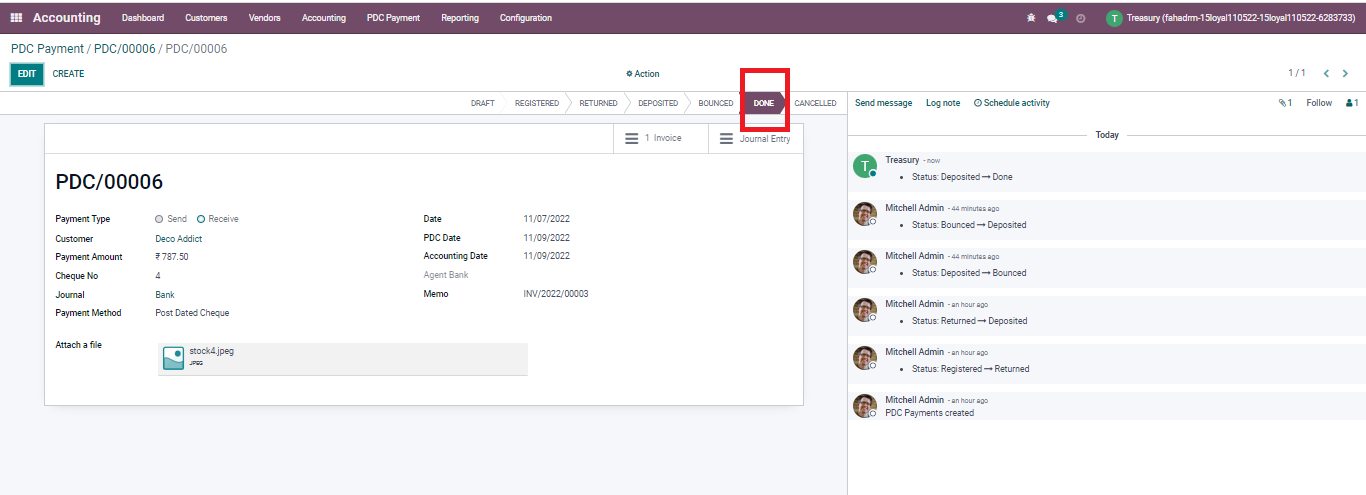 Accounting Dashboard Customers Vendors Accounting PDC Payment Reporting Configuration 3 T Treasury (fahadrm-15loyal110522-15loyal110522-6283733)
PDC Payment / PDC/00006 / PDC/00006
EDIT CREATE Action 1 / 1
DRAFT REGISTERED RETURNED DEPOSITED BOUNCED DONE CANCELLED
1 Invoice Journal Entry
PDC/00006
Payment Type Send Receive
Customer Deco Addict
Payment Amount ₹ 787.50
Cheque No 4
Journal Bank
Payment Method Post Dated Cheque
Date 11/07/2022
PDC Date 11/09/2022
Accounting Date 11/09/2022
Agent Bank
Memo INV/2022/00003
Attach a file
stock4.jpeg
JPEG
Send message Log note Schedule activity 1 Follow 1
Today
T Treasury - now
Status: Deposited → Done
Mitchell Admin - 44 minutes ago
Status: Bounced → Deposited
Mitchell Admin - 44 minutes ago
Status: Deposited → Bounced
Mitchell Admin - an hour ago
Status: Returned → Deposited
Mitchell Admin - an hour ago
Status: Registered → Returned
Mitchell Admin - an hour ago
PDC Payments created